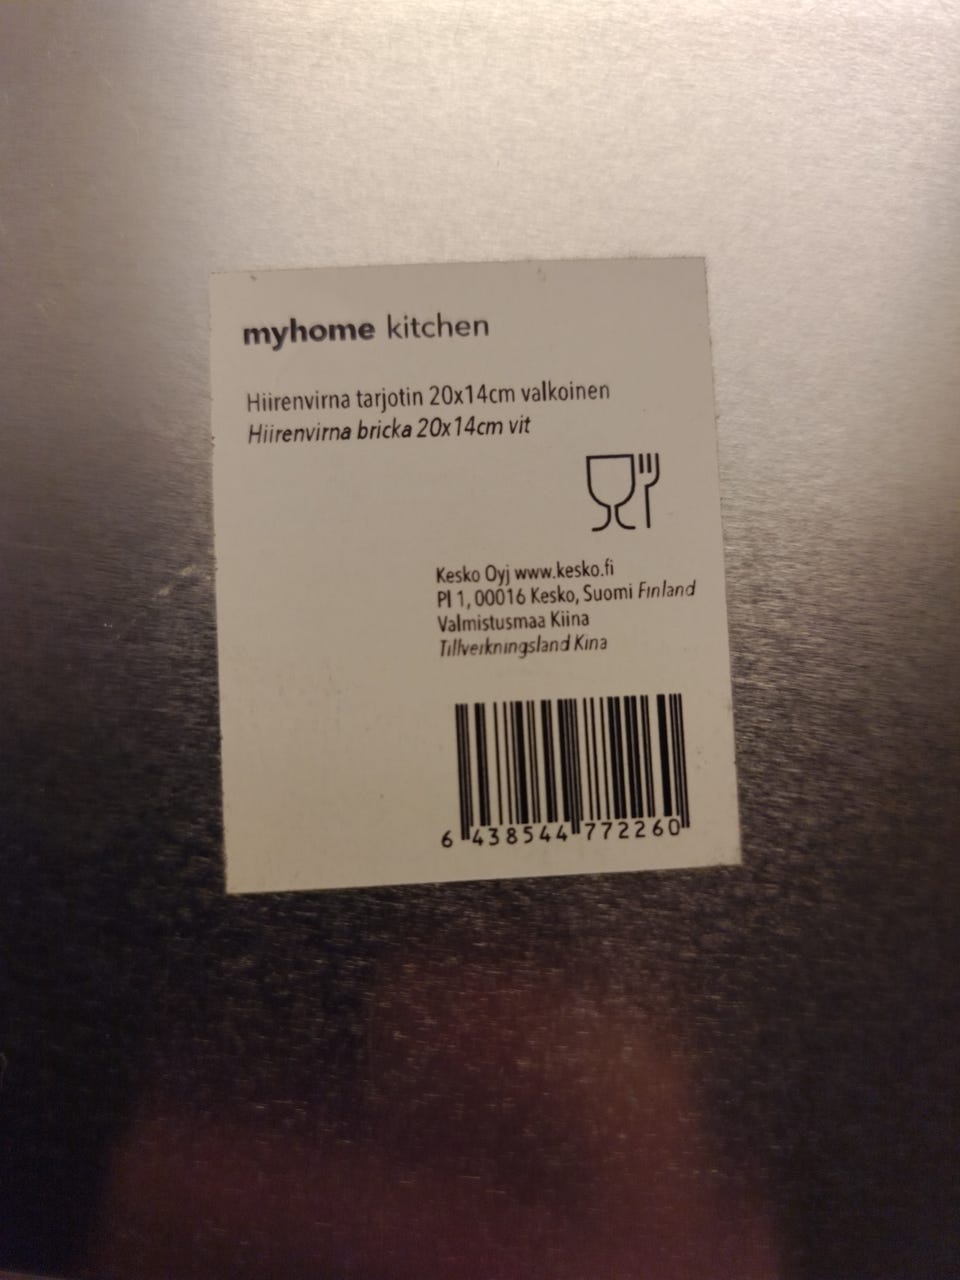 myhome kitchen
Hiirenvirna tarjotin 20x14cm valkoinen
Hiirenvirna bricka 20x14cm vit
Kesko Oyj www.kesko.fi
Pl 1, 00016 Kesko, Suomi Finland
Valmistusmaa Kiina
Tillverkningsland Kina
6 438544 772260